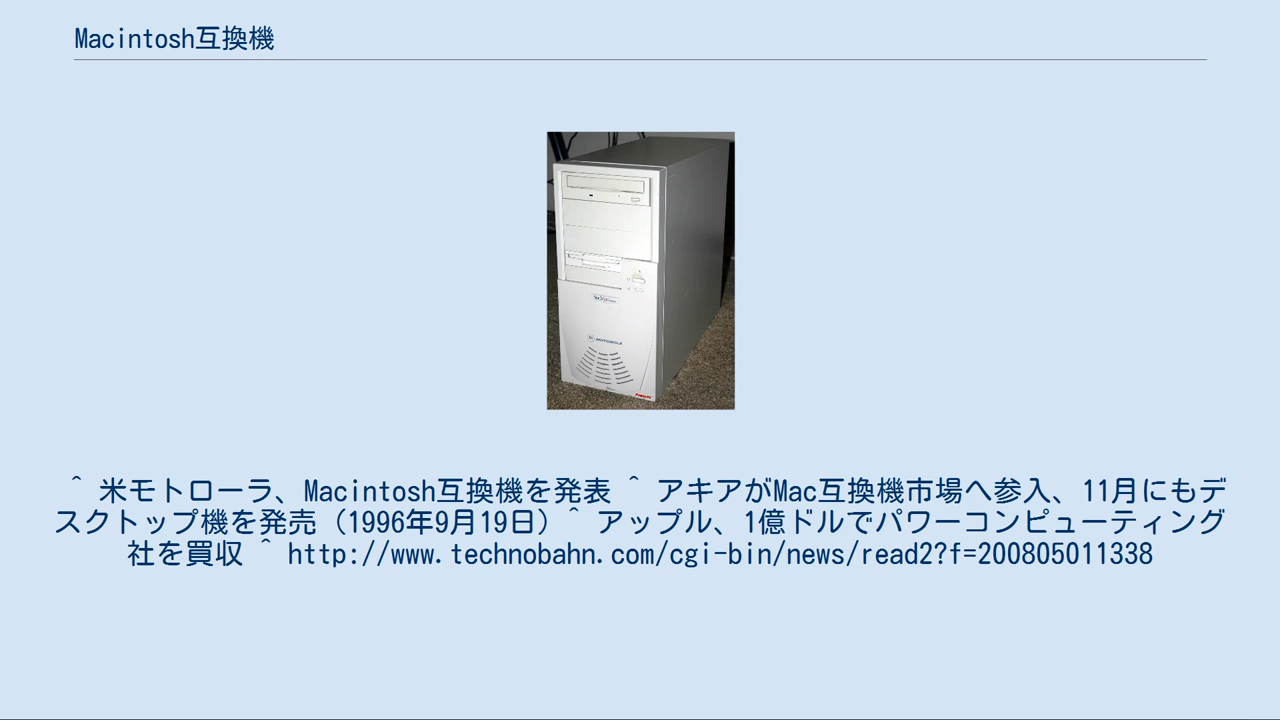 Macintosh互換機
MOTOROLA
^ 米モトローラ、Macintosh互換機を発表 ^ アキアがMac互換機市場へ参入、11月にもデ
スクトップ機を発売（1996年9月19日）^ アップル、1億ドルでパワーコンピューティング
社を買収 ^ http://www.technobahn.com/cgi-bin/news/read2?f=200805011338